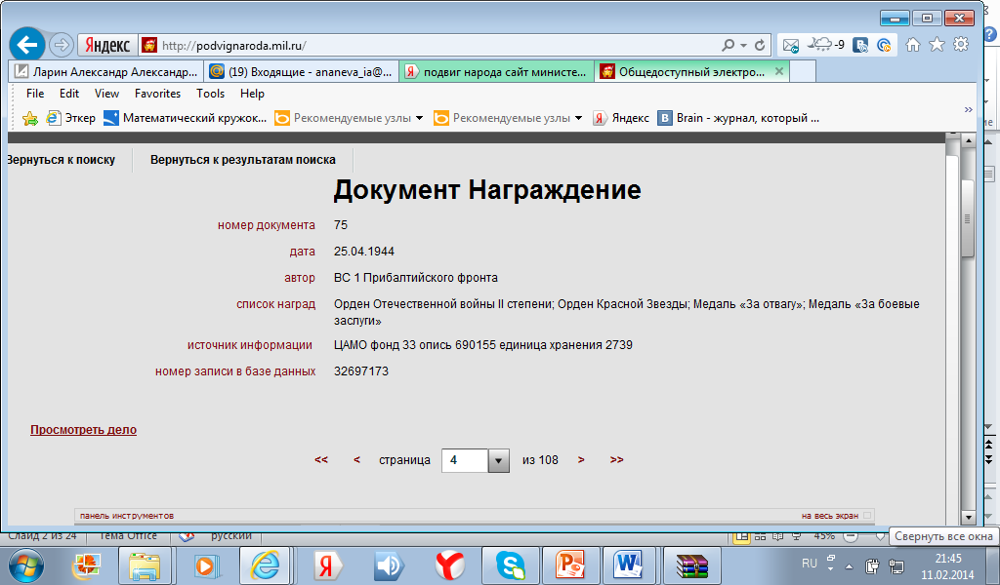 Яндекс
http://podvignaroda.mil.ru/
-9
Ларин Александр Александр...
(19) Входящие - ananeva_ia@...
подвиг народа сайт министе...
Общедоступный электро...
File Edit View Favorites Tools Help
Эткер
Математический кружок...
Рекомендуемые узлы
Рекомендуемые узлы
Яндекс
Brain - журнал, который ...
Вернуться к поиску
Вернуться к результатам поиска
Документ Награждение
номер документа 75
дата 25.04.1944
автор ВС 1 Прибалтийского фронта
список наград Орден Отечественной войны II степени; Орден Красной Звезды; Медаль «За отвагу»; Медаль «За боевые
заслуги»
источник информации ЦАМО фонд 33 опись 690155 единица хранения 2739
номер записи в базе данных 32697173
Просмотреть дело
<< < страница 4 из 108 > >>
панель инструментов
на весь экран
Слайд 2 из 24
Тема Office
русский
45%
Свернуть все окна
RU
21:45
11.02.2014